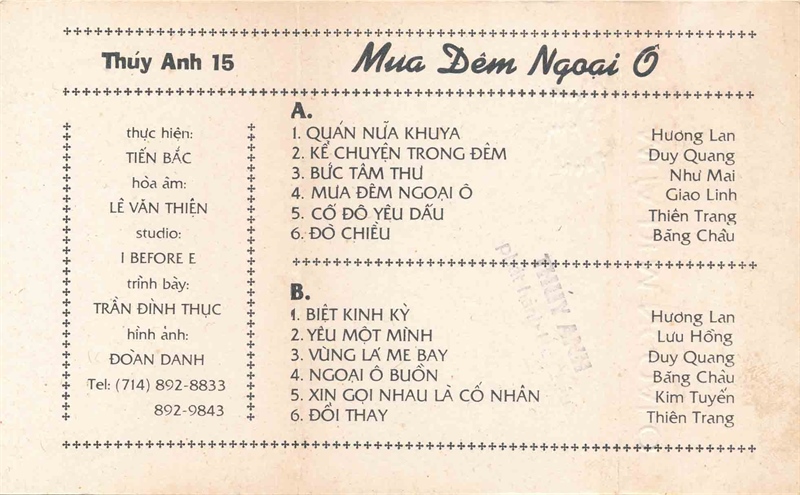 Thúy Anh 15
Mưa Đêm Ngoại Ô
thực hiện:
TIẾN BẮC
hòa âm:
LÊ VĂN THIỆN
studio:
I BEFORE E
trình bày:
TRẦN ĐÌNH THỤC
hình ảnh:
ĐOÀN DANH
Tel: (714) 892-8833
892-9843
A.
1. QUÁN NỬA KHUYA Hương Lan
2. KỂ CHUYỆN TRONG ĐÊM Duy Quang
3. BỨC TÂM THƯ Như Mai
4. MƯA ĐÊM NGOẠI Ô Giao Linh
5. CỐ ĐÔ YÊU DẤU Thiên Trang
6. ĐÒ CHIỀU Băng Châu
B.
1. BIỆT KINH KỲ Hương Lan
2. YÊU MỘT MÌNH Lưu Hồng
3. VÙNG LÁ ME BAY Duy Quang
4. NGOẠI Ô BUỒN Băng Châu
5. XIN GỌI NHAU LÀ CỐ NHÂN Kim Tuyến
6. ĐỔI THAY Thiên Trang
THÚY ANH